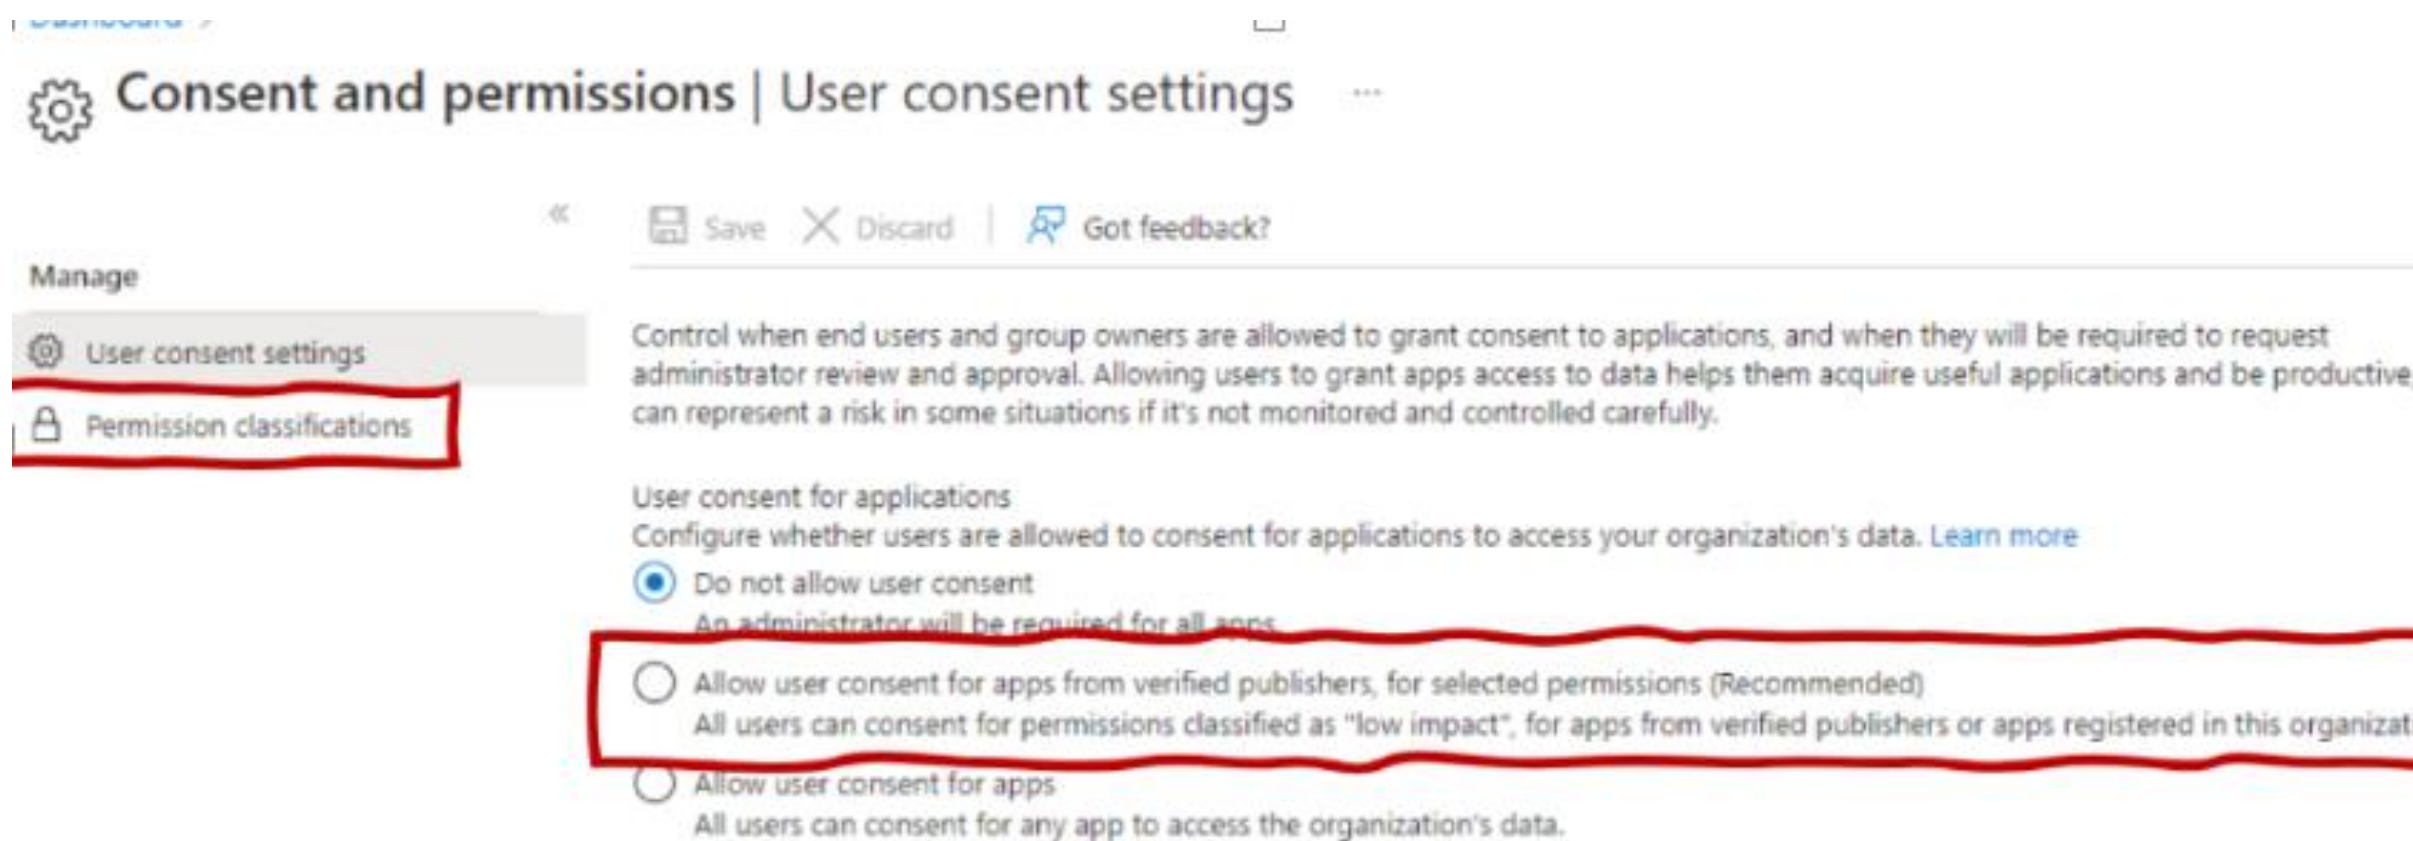 Dashboard >
Consent and permissions | User consent settings ...
« Save Discard | Got feedback?
Manage
User consent settings
Permission classifications
Control when end users and group owners are allowed to grant consent to applications, and when they will be required to request
administrator review and approval. Allowing users to grant apps access to data helps them acquire useful applications and be productive,
can represent a risk in some situations if it's not monitored and controlled carefully.
User consent for applications
Configure whether users are allowed to consent for applications to access your organization's data. Learn more
Do not allow user consent
An administrator will be required for all apps.
Allow user consent for apps from verified publishers, for selected permissions (Recommended)
All users can consent for permissions classified as "low impact", for apps from verified publishers or apps registered in this organizat
Allow user consent for apps
All users can consent for any app to access the organization's data.